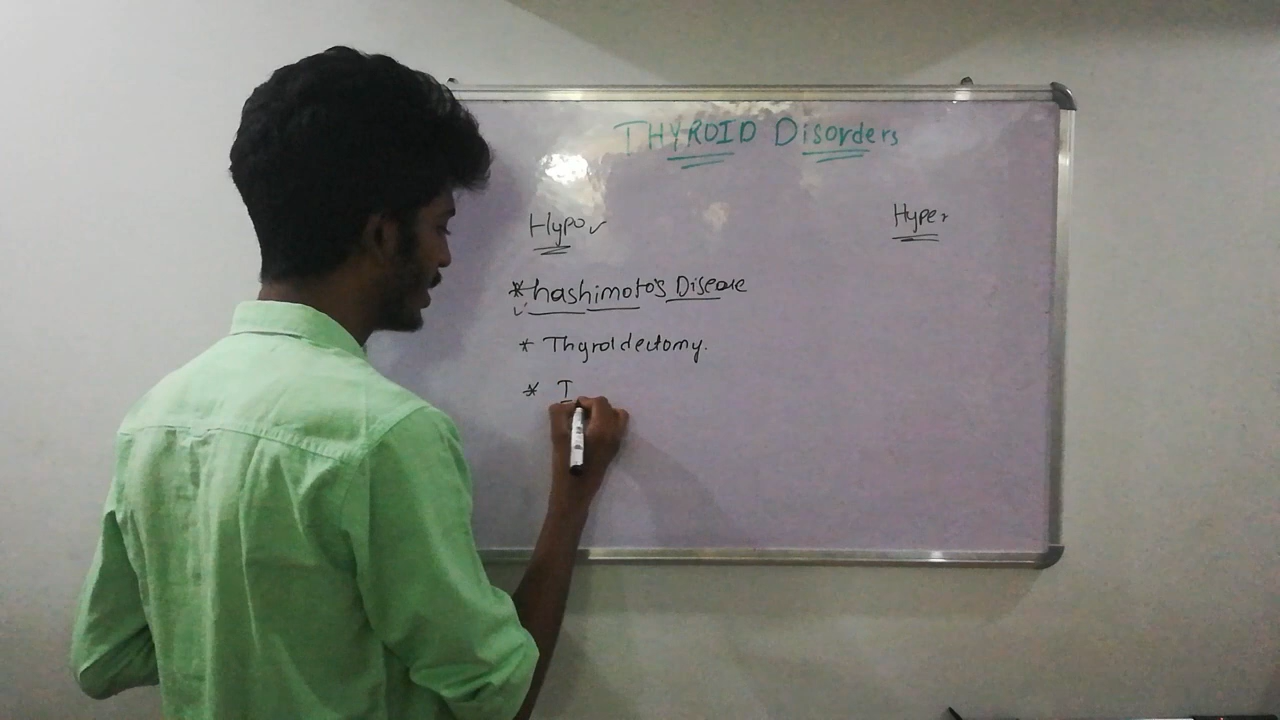 THYROID Disorders
Hypo ✓
Hyper
* hashimoto's Disease
* Thyroidectomy.
* I